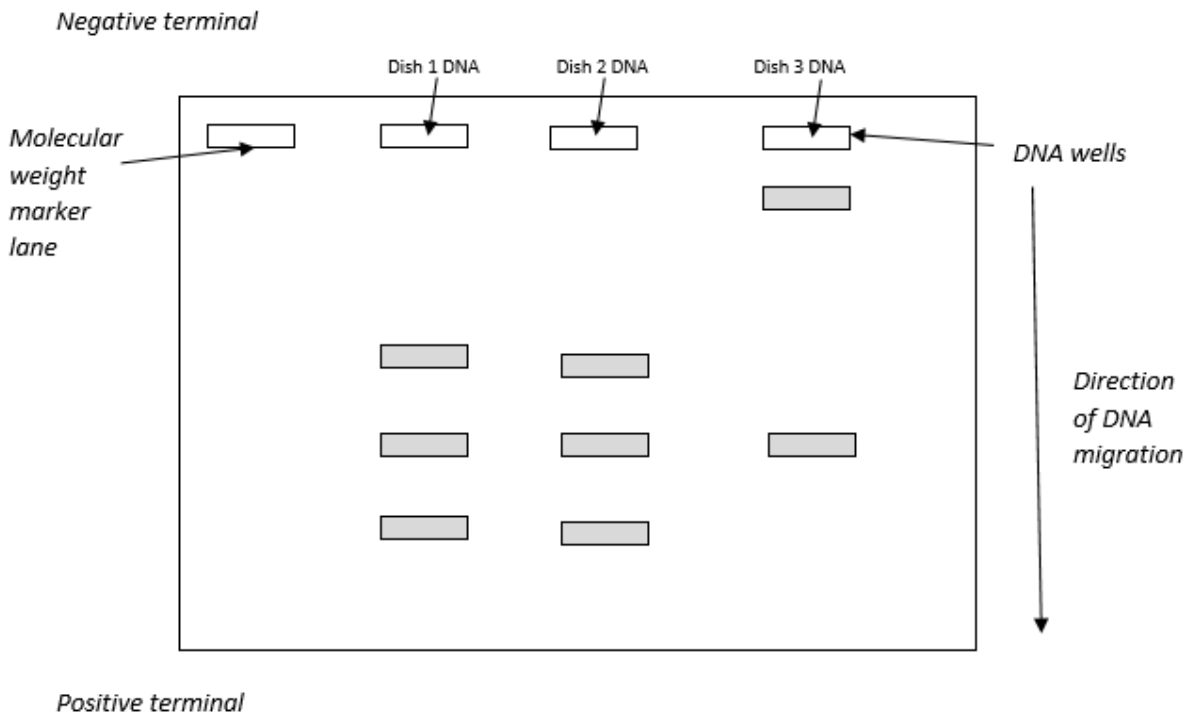 Negative terminal
Dish 1 DNA
Dish 2 DNA
Dish 3 DNA
Molecular
weight
marker
lane
DNA wells
Direction
of DNA
migration
Positive terminal